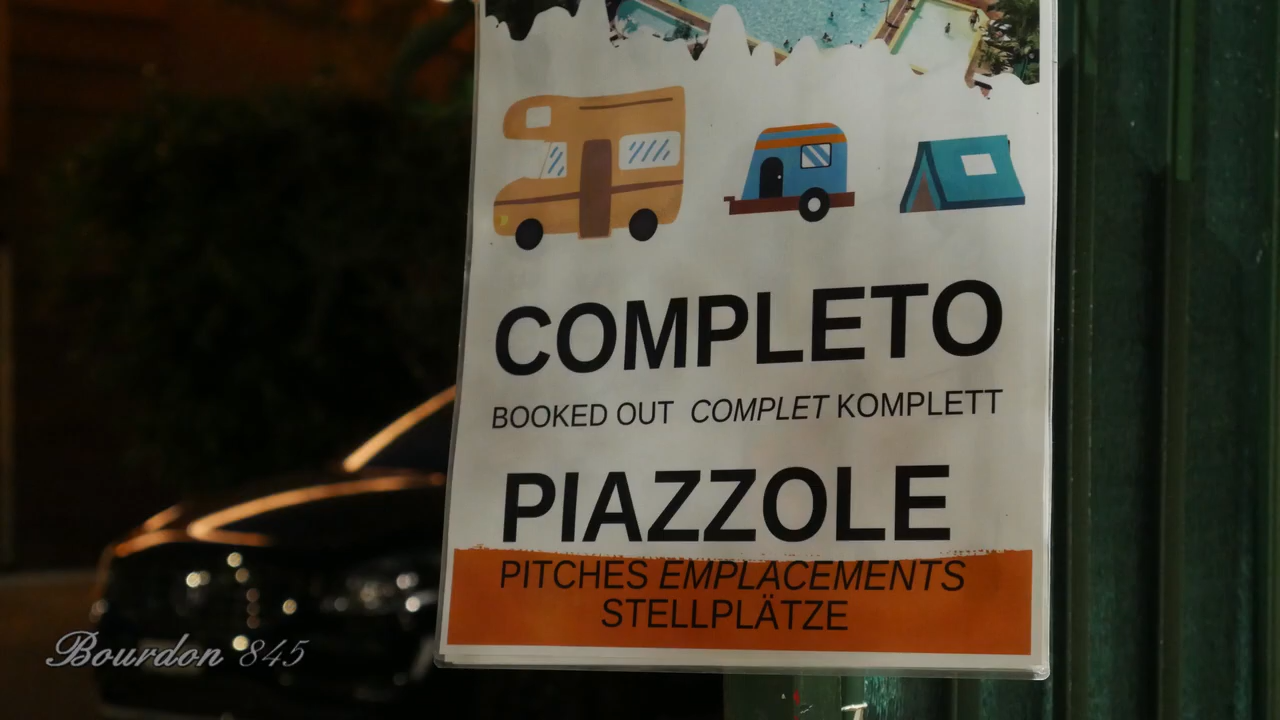 COMPLETO
BOOKED OUT COMPLET KOMPLETT
PIAZZOLE
PITCHES EMPLACEMENTS
STELLPLÄTZE
Bourdon 845